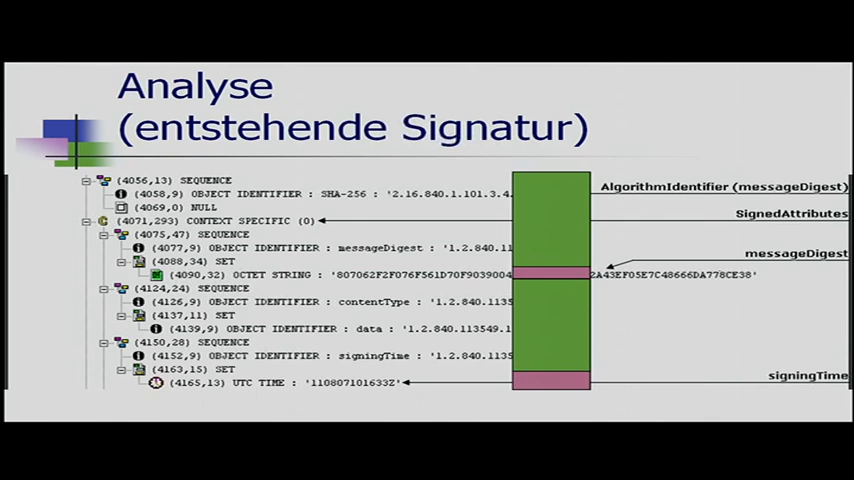 Analyse
(entstehende Signatur)
(4056,13) SEQUENCE
(4058,9) OBJECT IDENTIFIER : SHA-256 : '2.16.840.1.101.3.4.
AlgorithmIdentifier (messageDigest)
(4069,0) NULL
(4071,293) CONTEXT SPECIFIC (0)
SignedAttributes
(4075,47) SEQUENCE
(4077,9) OBJECT IDENTIFIER : messageDigest : '1.2.840.11
messageDigest
(4088,34) SET
(4090,32) OCTET STRING : '807062F2F076F561D70F9039004 2A43EF05E7C48666DA778CE38'
(4124,24) SEQUENCE
(4126,9) OBJECT IDENTIFIER : contentType : '1.2.840.1135
(4137,11) SET
(4139,9) OBJECT IDENTIFIER : data : '1.2.840.113549.1
(4150,28) SEQUENCE
(4152,9) OBJECT IDENTIFIER : signingTime : '1.2.840.1135
(4163,15) SET
signingTime
(4165,13) UTC TIME : '110807101633Z'